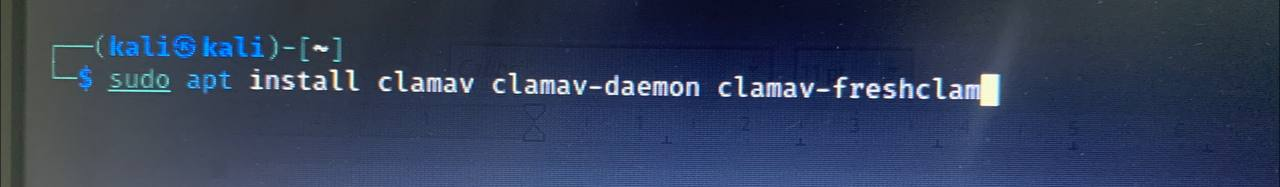 ┌──(kali㉿kali)-[~]
└─$ sudo apt install clamav clamav-daemon clamav-freshclam